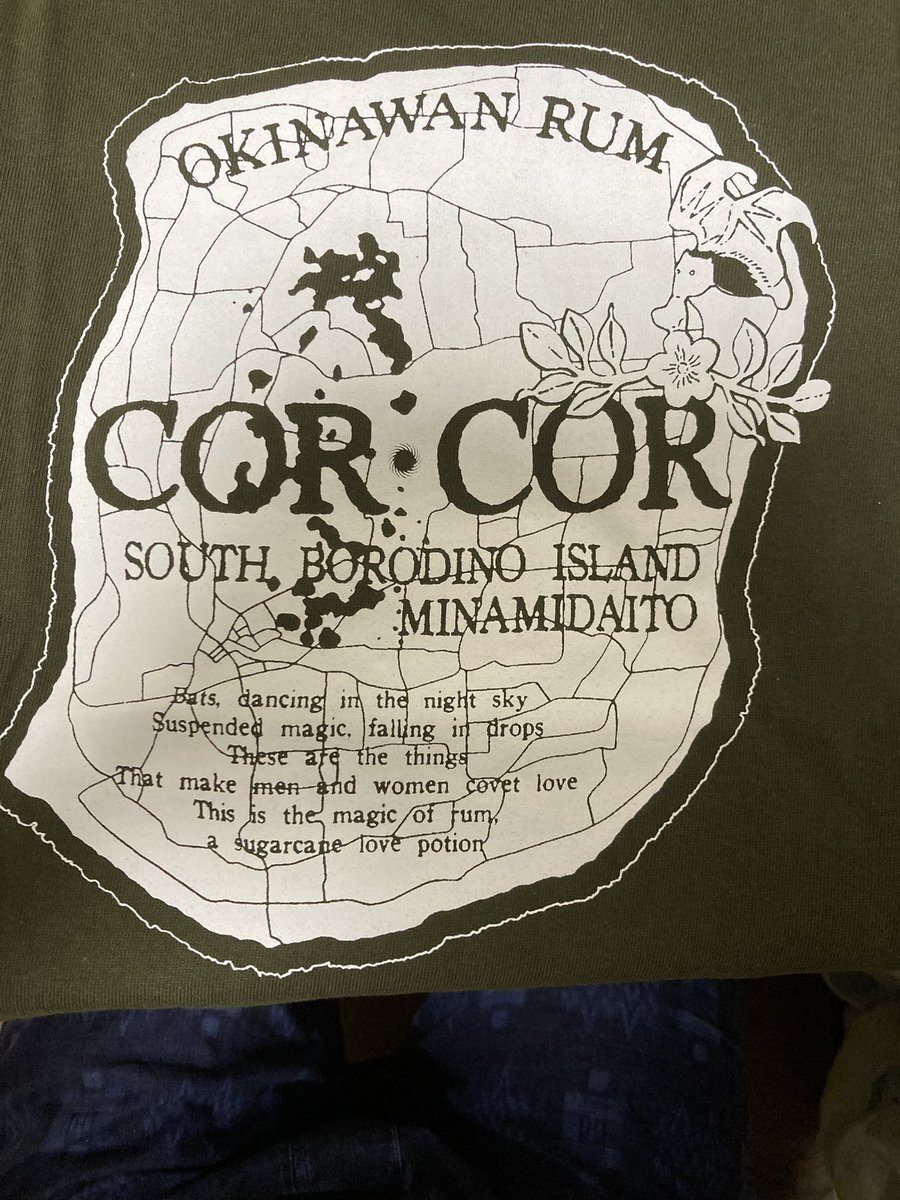 OKINAWAN RUM
COR COR
SOUTH BORODINO ISLAND
MINAMIDAITO
Bats, dancing in the night sky
Suspended magic, falling in drops
These are the things
That make men and women covet love
This is the magic of rum,
a sugarcane love potion